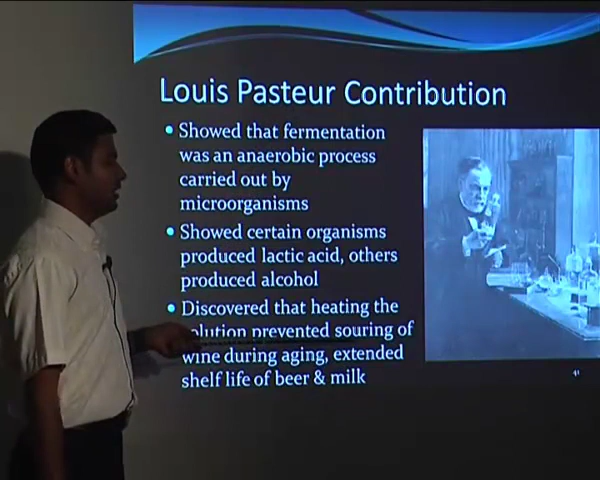 Louis Pasteur Contribution
• Showed that fermentation
was an anaerobic process
carried out by
microorganisms
• Showed certain organisms
produced lactic acid, others
produced alcohol
• Discovered that heating the
prevented souring of
wine during aging, extended
shelf life of beer & milk